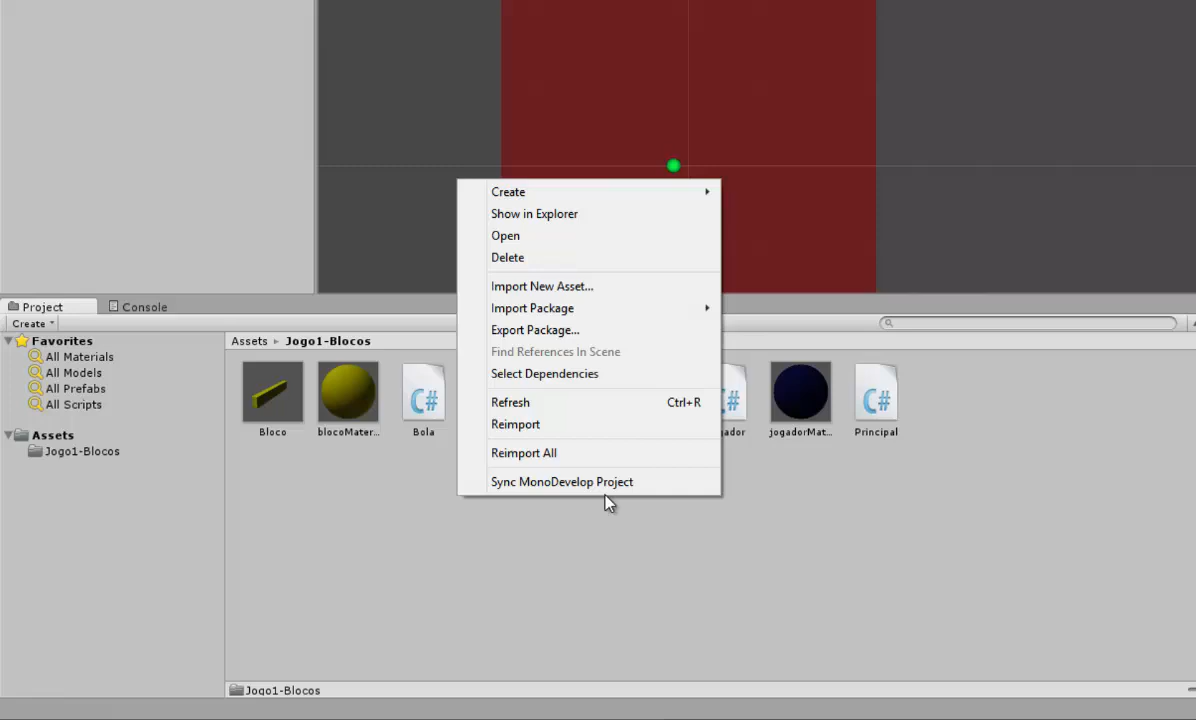 Create
Show in Explorer
Open
Delete
Import New Asset...
Import Package
Export Package...
Find References In Scene
Select Dependencies
Refresh Ctrl+R
Reimport
Reimport All
Sync MonoDevelop Project
Project Console
Create
Favorites
All Materials
All Models
All Prefabs
All Scripts
Assets
Jogo1-Blocos
Assets Jogo1-Blocos
C# C# C#
Bloco blocoMater... Bola ador jogadorMat... Principal
Jogo1-Blocos